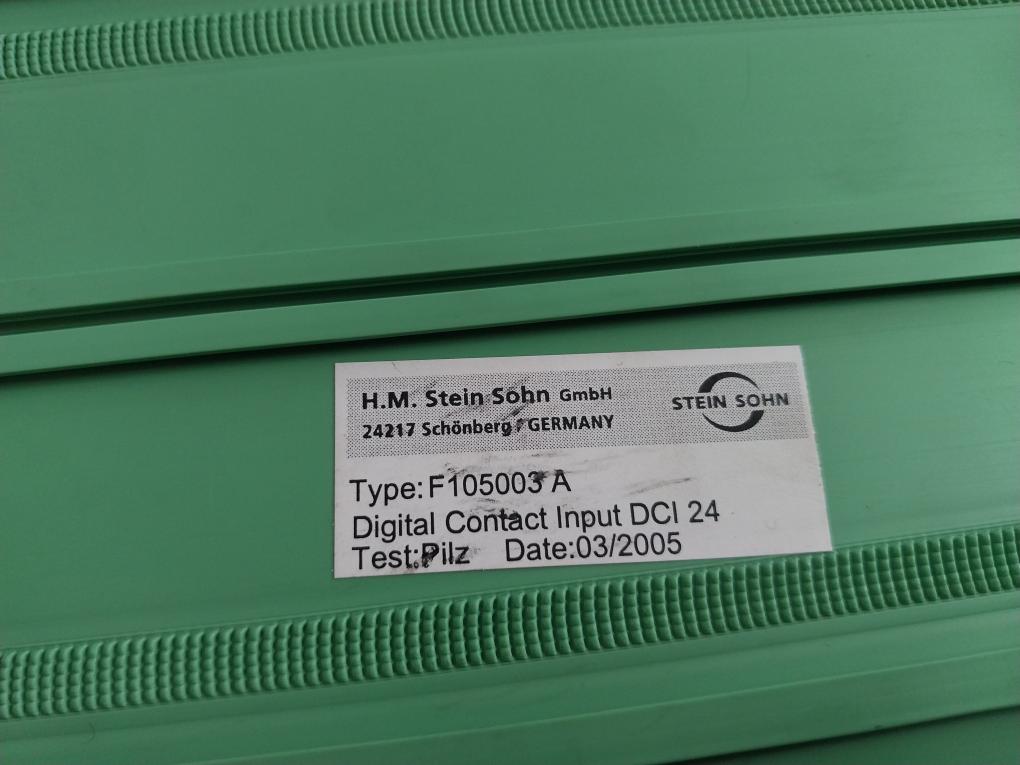 H.M. Stein Sohn GmbH
24217 Schönberg / GERMANY
STEIN SOHN
Type:F105003 A
Digital Contact Input DCI 24
Test:Pilz Date:03/2005